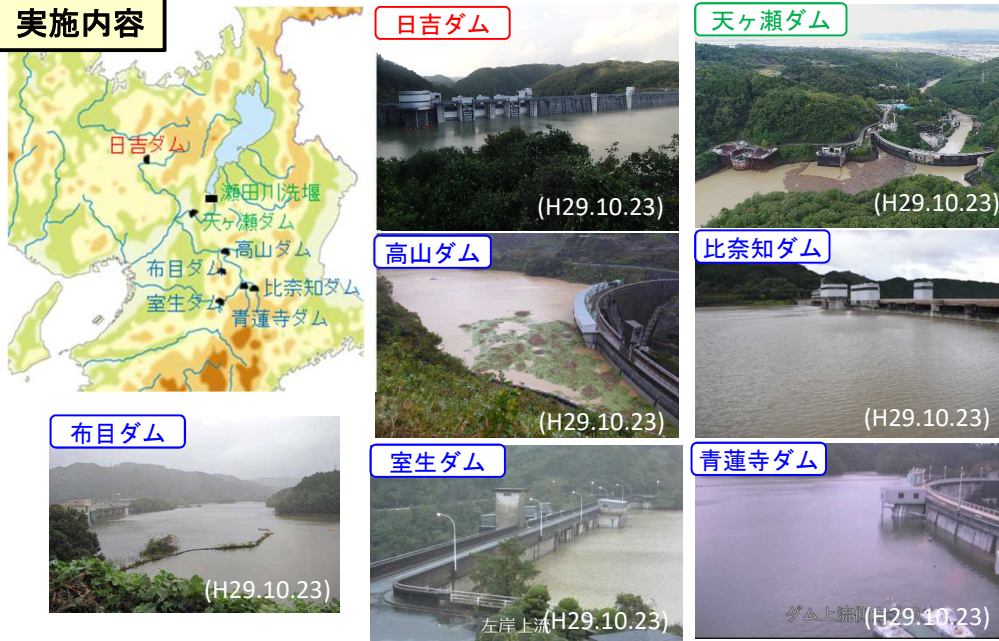 実施内容
日吉ダム
瀬田川洗堰
天ヶ瀬ダム
高山ダム
布目ダム
比奈知ダム
室生ダム
青蓮寺ダム
日吉ダム
(H29.10.23)
天ヶ瀬ダム
(H29.10.23)
高山ダム
(H29.10.23)
比奈知ダム
(H29.10.23)
布目ダム
(H29.10.23)
室生ダム
左岸上流
(H29.10.23)
青蓮寺ダム
ダム上流
(H29.10.23)